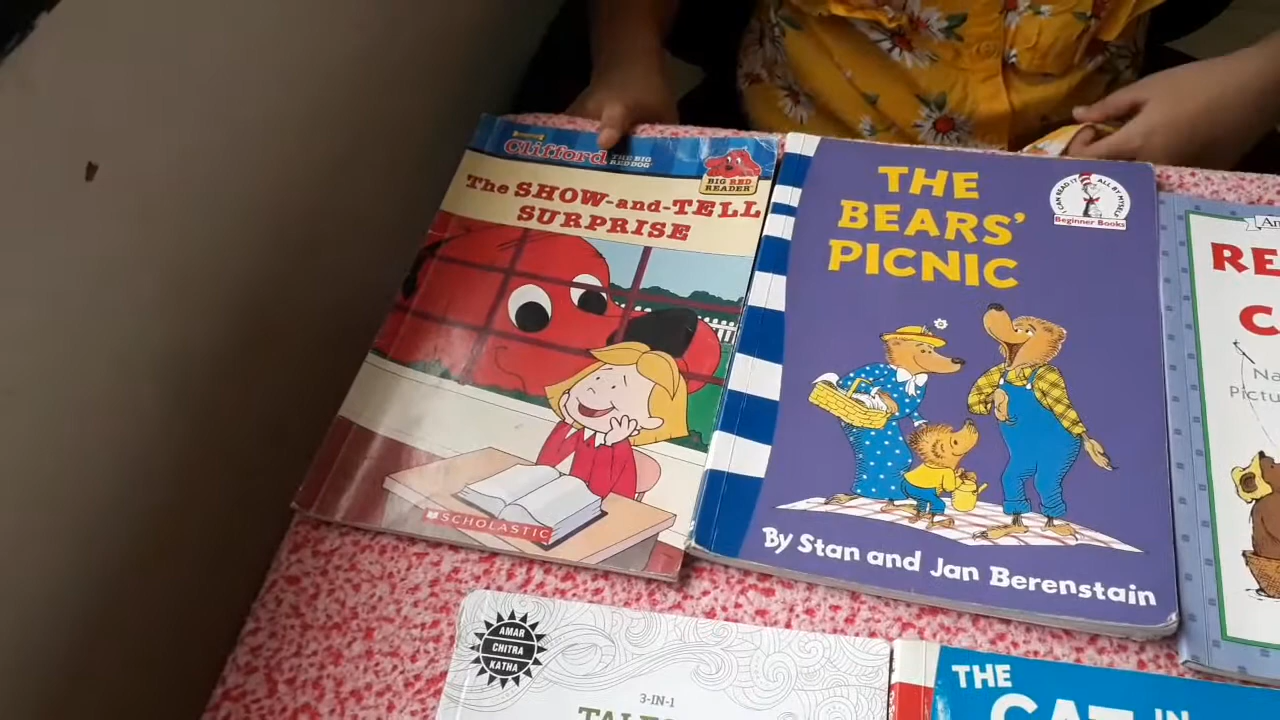 Clifford THE BIG
RED DOG
BIG RED
READER
The SHOW-and-TELL
SURPRISE
SCHOLASTIC
THE
BEARS'
PICNIC
I CAN READ IT ALL BY MYSELF
Beginner Books
By Stan and Jan Berenstain
RE
C
Na
Pictu
AMAR
CHITRA
KATHA
3-IN-1
TALES
THE
CAT IN